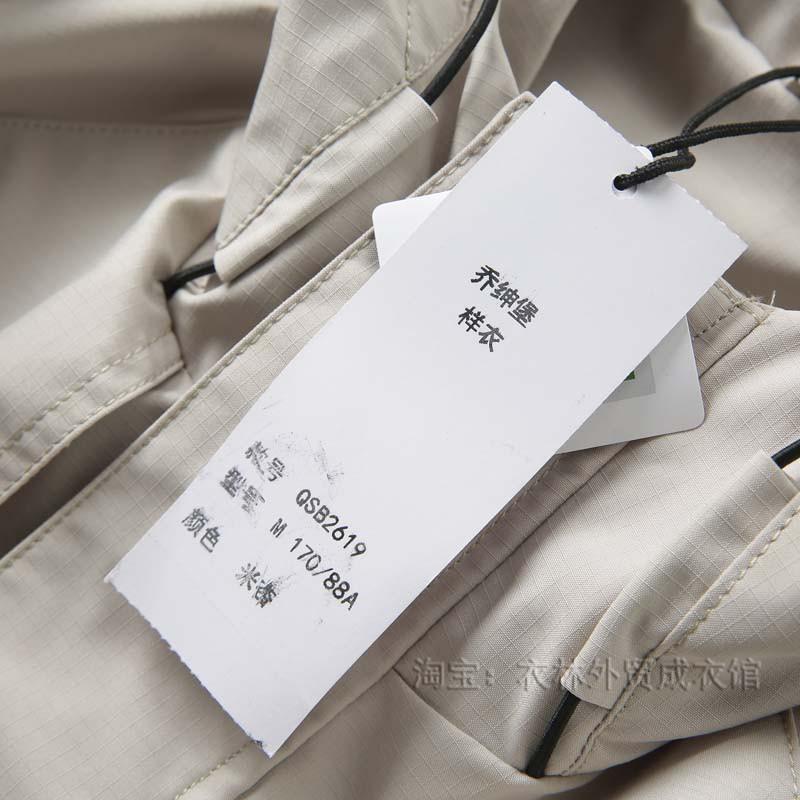 乔绅堡
样衣
款号 QSB2619
型号 M 170/88A
颜色 米杏
淘宝：衣林外贸成衣馆